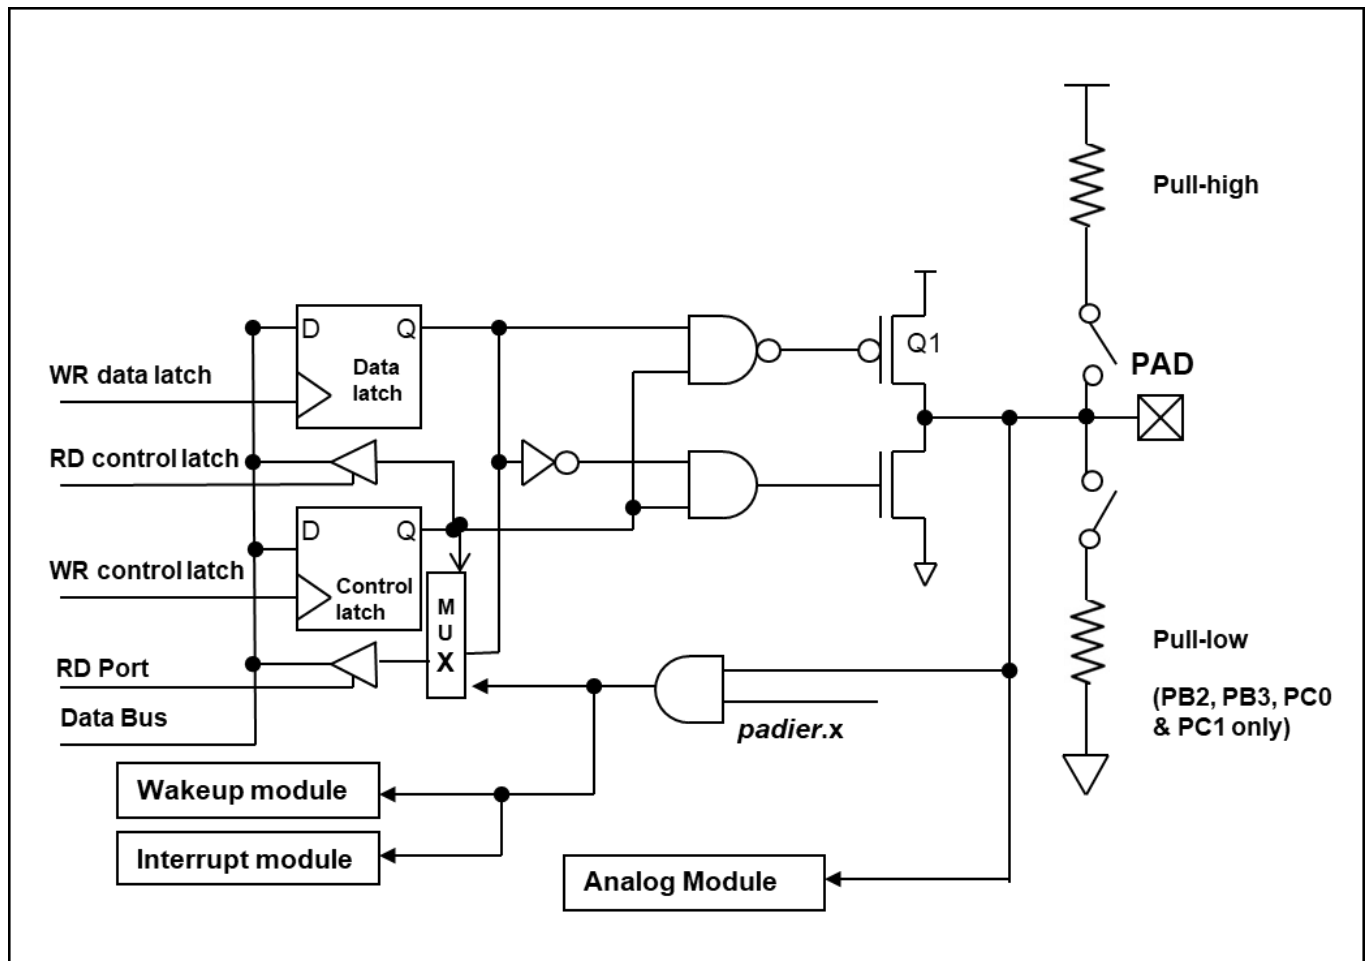 Pull-high
D Q
Q1
Data
latch
WR data latch
PAD
RD control latch
D Q
WR control latch
Control
latch
M
U
X
Pull-low
RD Port
(PB2, PB3, PC0
& PC1 only)
Data Bus
padier.x
Wakeup module
Interrupt module
Analog Module